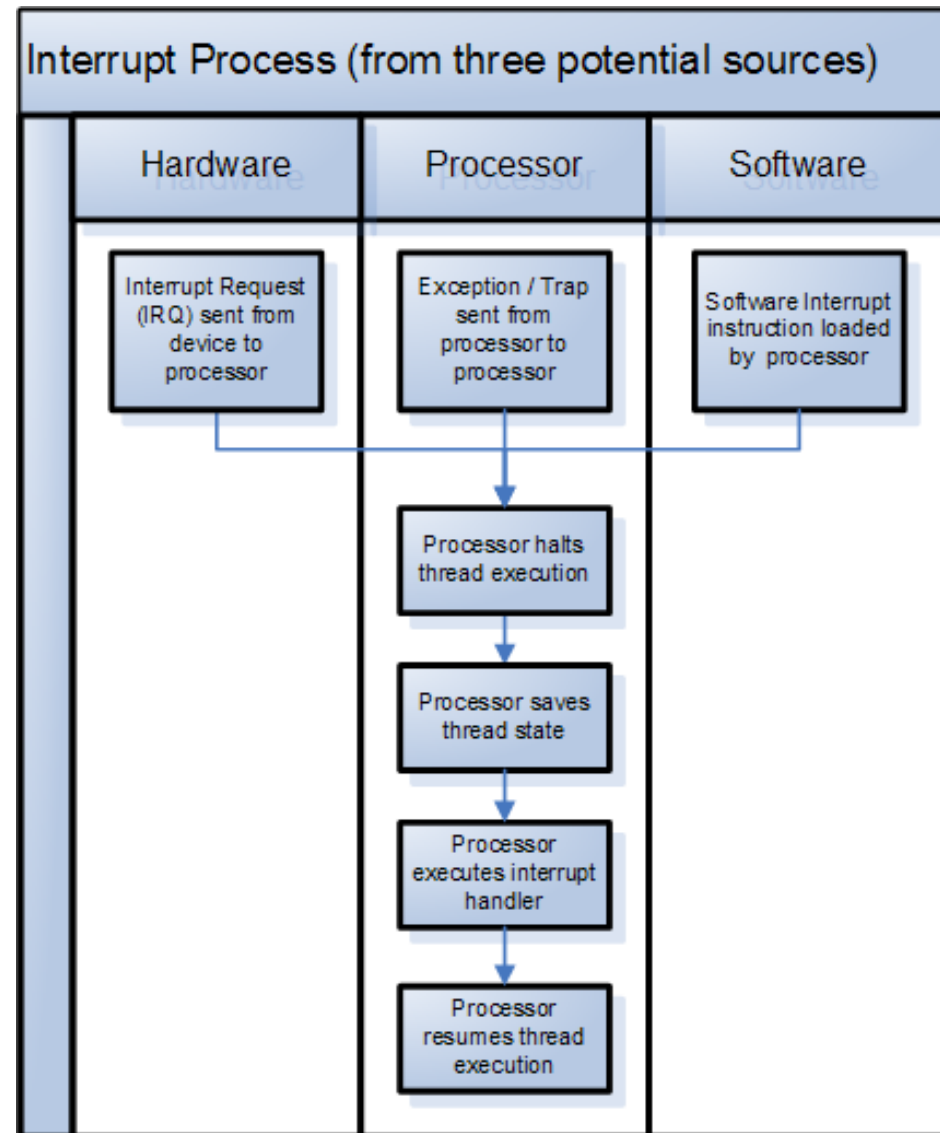 Interrupt Process (from three potential sources)
Hardware
Processor
Software
Interrupt Request
(IRQ) sent from
device to
processor
Exception / Trap
sent from
processor to
processor
Software Interrupt
instruction loaded
by processor
Processor halts
thread execution
Processor saves
thread state
Processor
executes interrupt
handler
Processor
resumes thread
execution